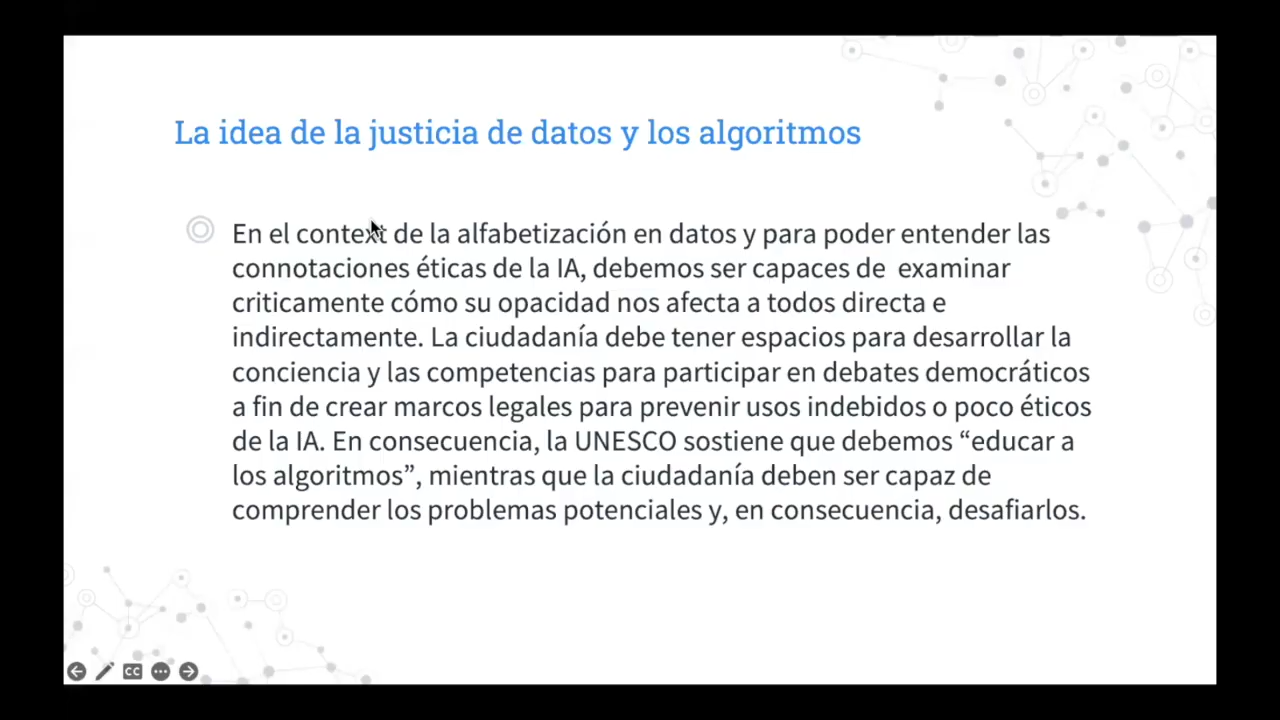 La idea de la justicia de datos y los algoritmos
En el context de la alfabetización en datos y para poder entender las
connotaciones éticas de la IA, debemos ser capaces de examinar
criticamente cómo su opacidad nos afecta a todos directa e
indirectamente. La ciudadanía debe tener espacios para desarrollar la
conciencia y las competencias para participar en debates democráticos
a fin de crear marcos legales para prevenir usos indebidos o poco éticos
de la IA. En consecuencia, la UNESCO sostiene que debemos “educar a
los algoritmos”, mientras que la ciudadanía deben ser capaz de
comprender los problemas potenciales y, en consecuencia, desafiarlos.
CC